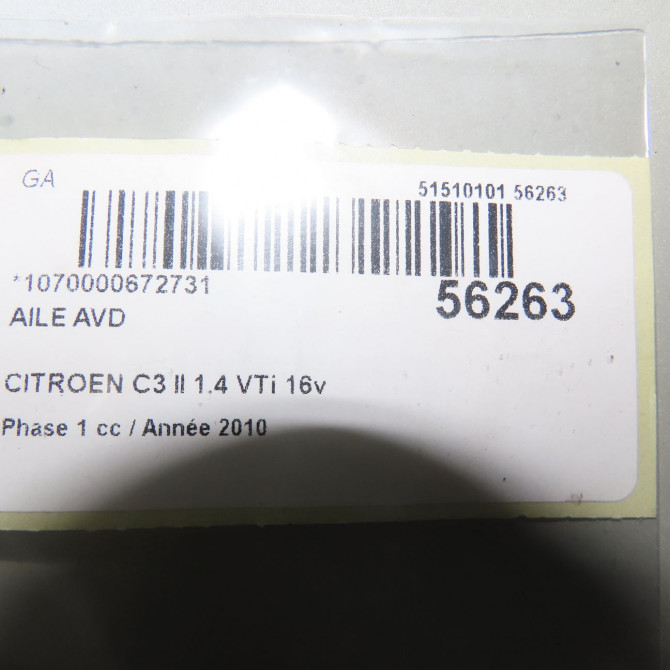 GA
51510101 56263
*1070000672731
56263
AILE AVD
CITROEN C3 II 1.4 VTi 16v
Phase 1 cc / Année 2010